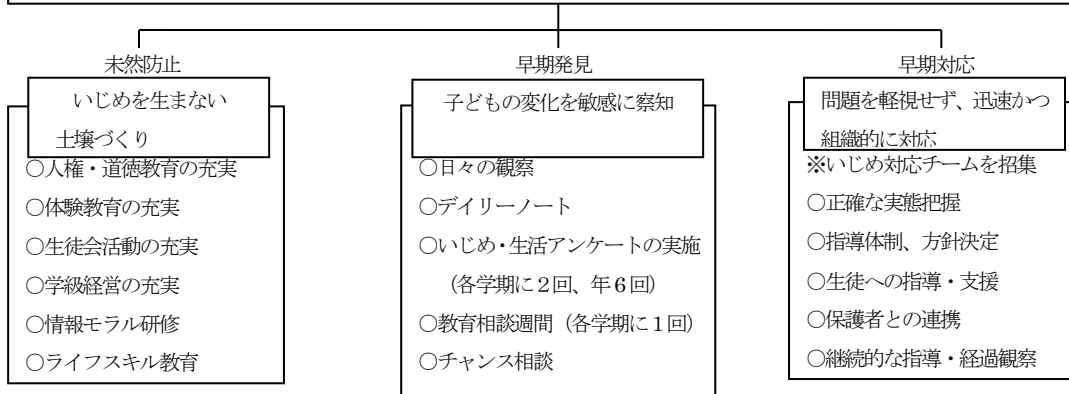 未然防止
いじめを生まない
土壌づくり
○人権・道徳教育の充実
○体験教育の充実
○生徒会活動の充実
○学級経営の充実
○情報モラル研修
○ライフスキル教育
早期発見
子どもの変化を敏感に察知
○日々の観察
○デイリーノート
○いじめ・生活アンケートの実施
(各学期に2回、年6回)
○教育相談週間(各学期に1回)
○チャンス相談
早期対応
問題を軽視せず、迅速かつ
組織的に対応
※いじめ対応チームを招集
○正確な実態把握
○指導体制、方針決定
○生徒への指導・支援
○保護者との連携
○継続的な指導・経過観察